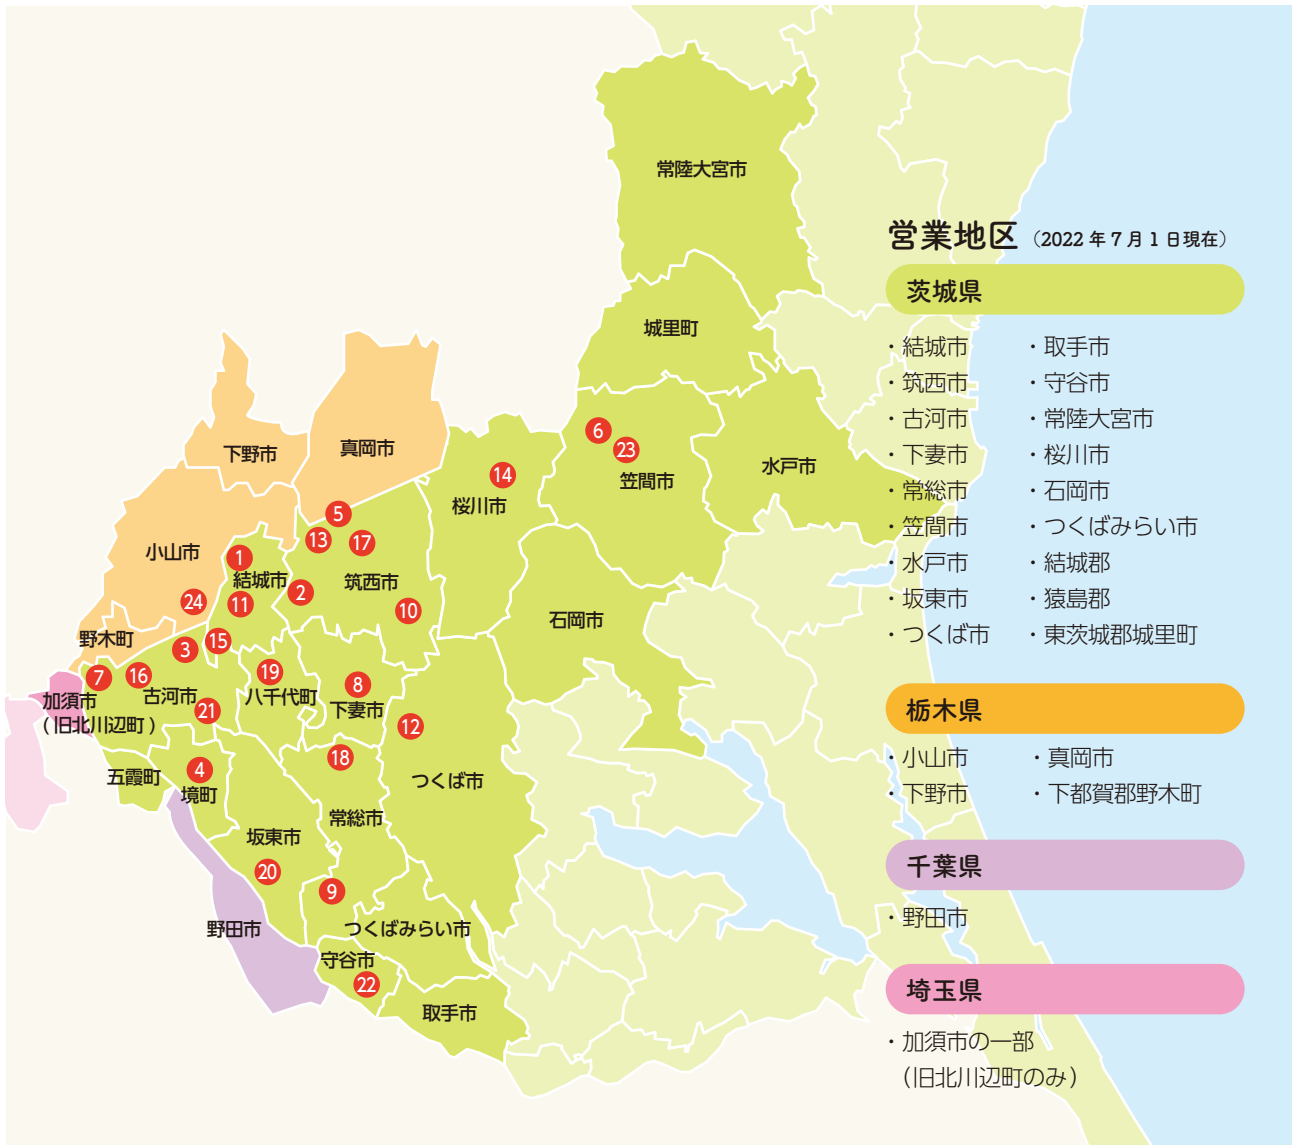 常陸大宮市
営業地区 (2022年7月1日現在)
茨城県
城里町
・結城市 ・取手市
・筑西市 ・守谷市
・古河市 ・常陸大宮市
・下妻市 ・桜川市
・常総市 ・石岡市
・笠間市 ・つくばみらい市
・水戸市 ・結城郡
・坂東市 ・猿島郡
・つくば市 ・東茨城郡城里町
栃木県
・小山市 ・真岡市
・下野市 ・下都賀郡野木町
千葉県
・野田市
埼玉県
・加須市の一部
(旧北川辺町のみ)
下野市
真岡市
6
23
笠間市
水戸市
14
桜川市
5
13
17
小山市
1
結城市
筑西市
2
24
11
10
石岡市
野木町
3
15
7
16
19
8
加須市
(旧北川辺町)
古河市
八千代町
下妻市
21
12
18
五霞町
4
境町
つくば市
常総市
坂東市
20
9
野田市
つくばみらい市
守谷市
22
取手市